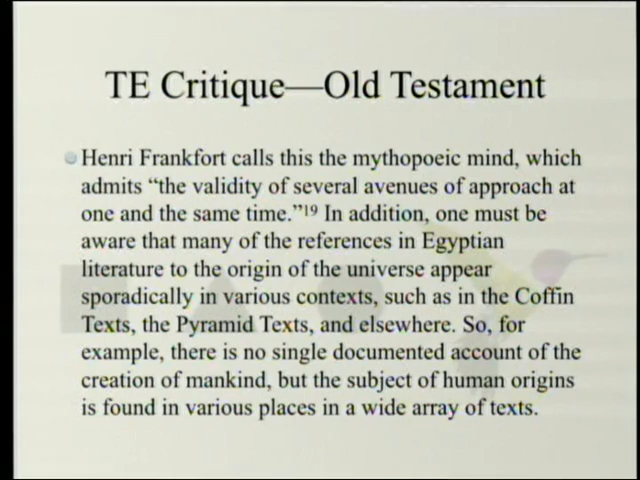 TE Critique—Old Testament
Henri Frankfort calls this the mythopoeic mind, which
admits “the validity of several avenues of approach at
one and the same time.”19 In addition, one must be
aware that many of the references in Egyptian
literature to the origin of the universe appear
sporadically in various contexts, such as in the Coffin
Texts, the Pyramid Texts, and elsewhere. So, for
example, there is no single documented account of the
creation of mankind, but the subject of human origins
is found in various places in a wide array of texts.